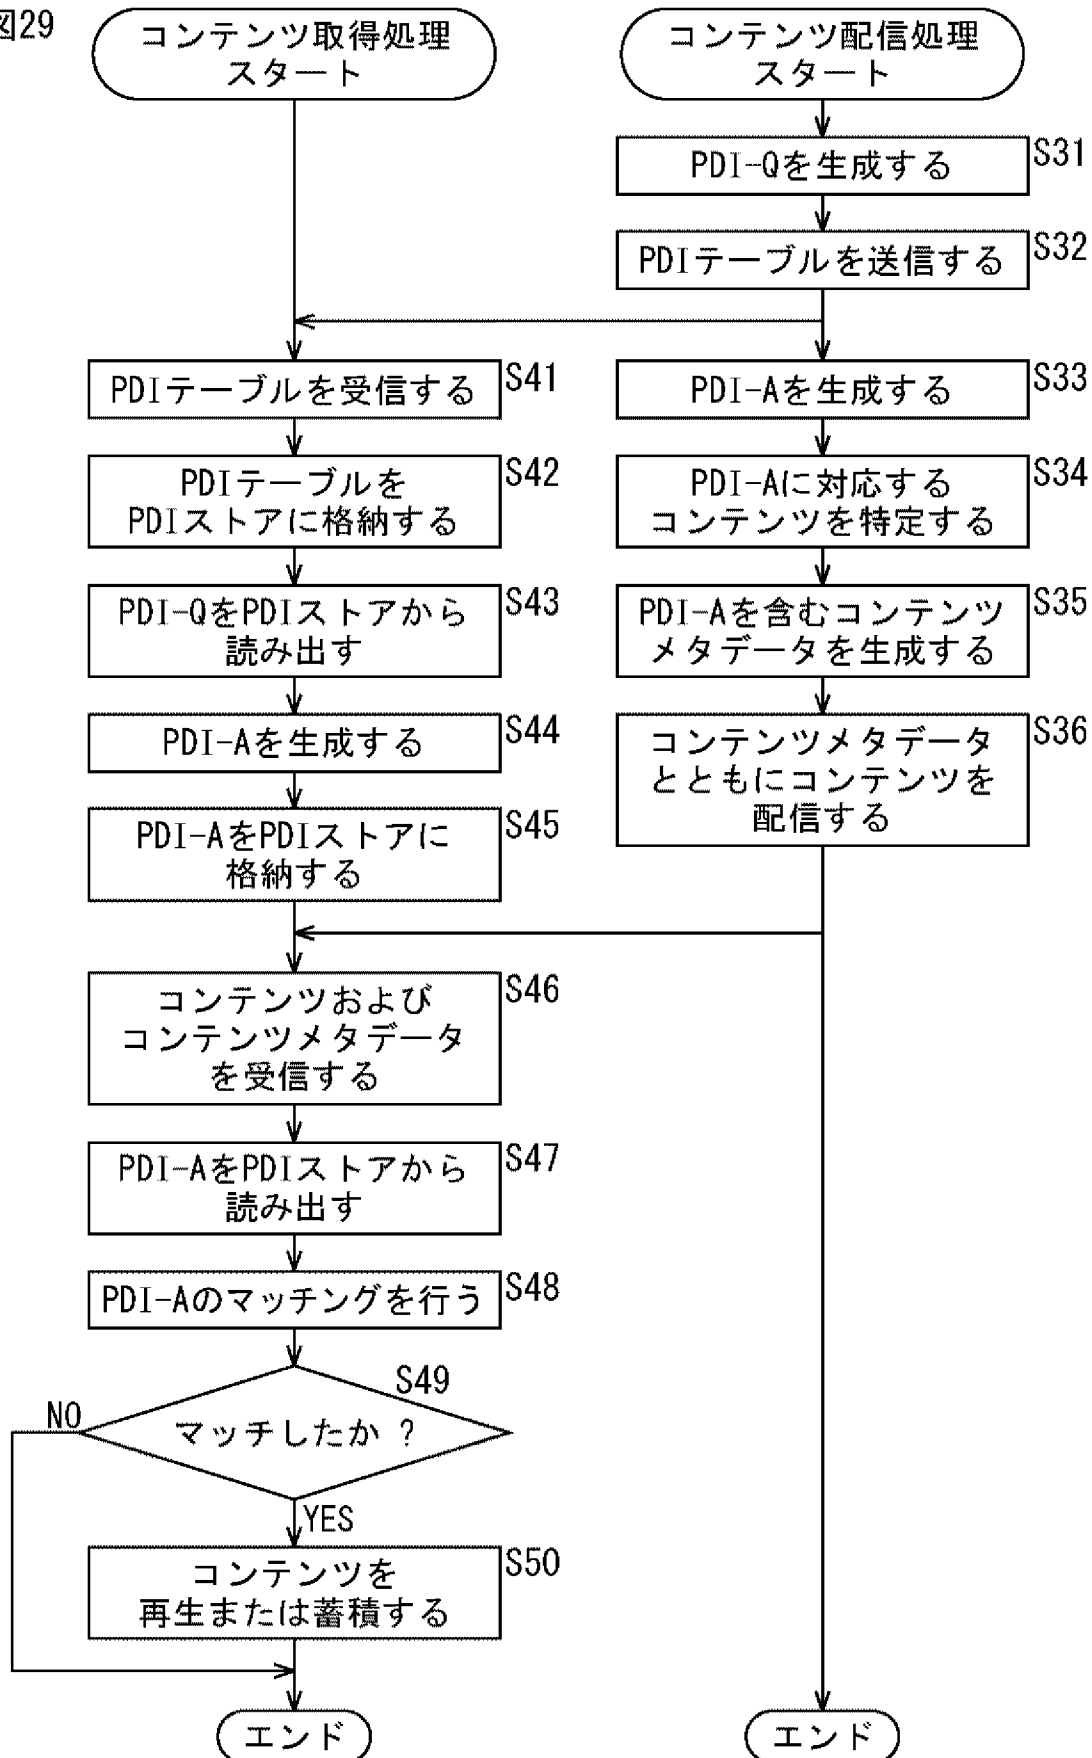 図29
コンテンツ取得処理
スタート
コンテンツ配信処理
スタート
PDI-Qを生成する
S31
PDIテーブルを送信する
S32
PDIテーブルを受信する
S41
PDI-Aを生成する
S33
PDIテーブルを
PDIストアに格納する
S42
PDI-Aに対応する
コンテンツを特定する
S34
PDI-QをPDIストアから
読み出す
S43
PDI-Aを含むコンテンツ
メタデータを生成する
S35
PDI-Aを生成する
S44
コンテンツメタデータ
とともにコンテンツを
配信する
S36
PDI-AをPDIストアに
格納する
S45
コンテンツおよび
コンテンツメタデータ
を受信する
S46
PDI-AをPDIストアから
読み出す
S47
PDI-Aのマッチングを行う
S48
S49
NO
マッチしたか ?
YES
コンテンツを
再生または蓄積する
S50
エンド
エンド